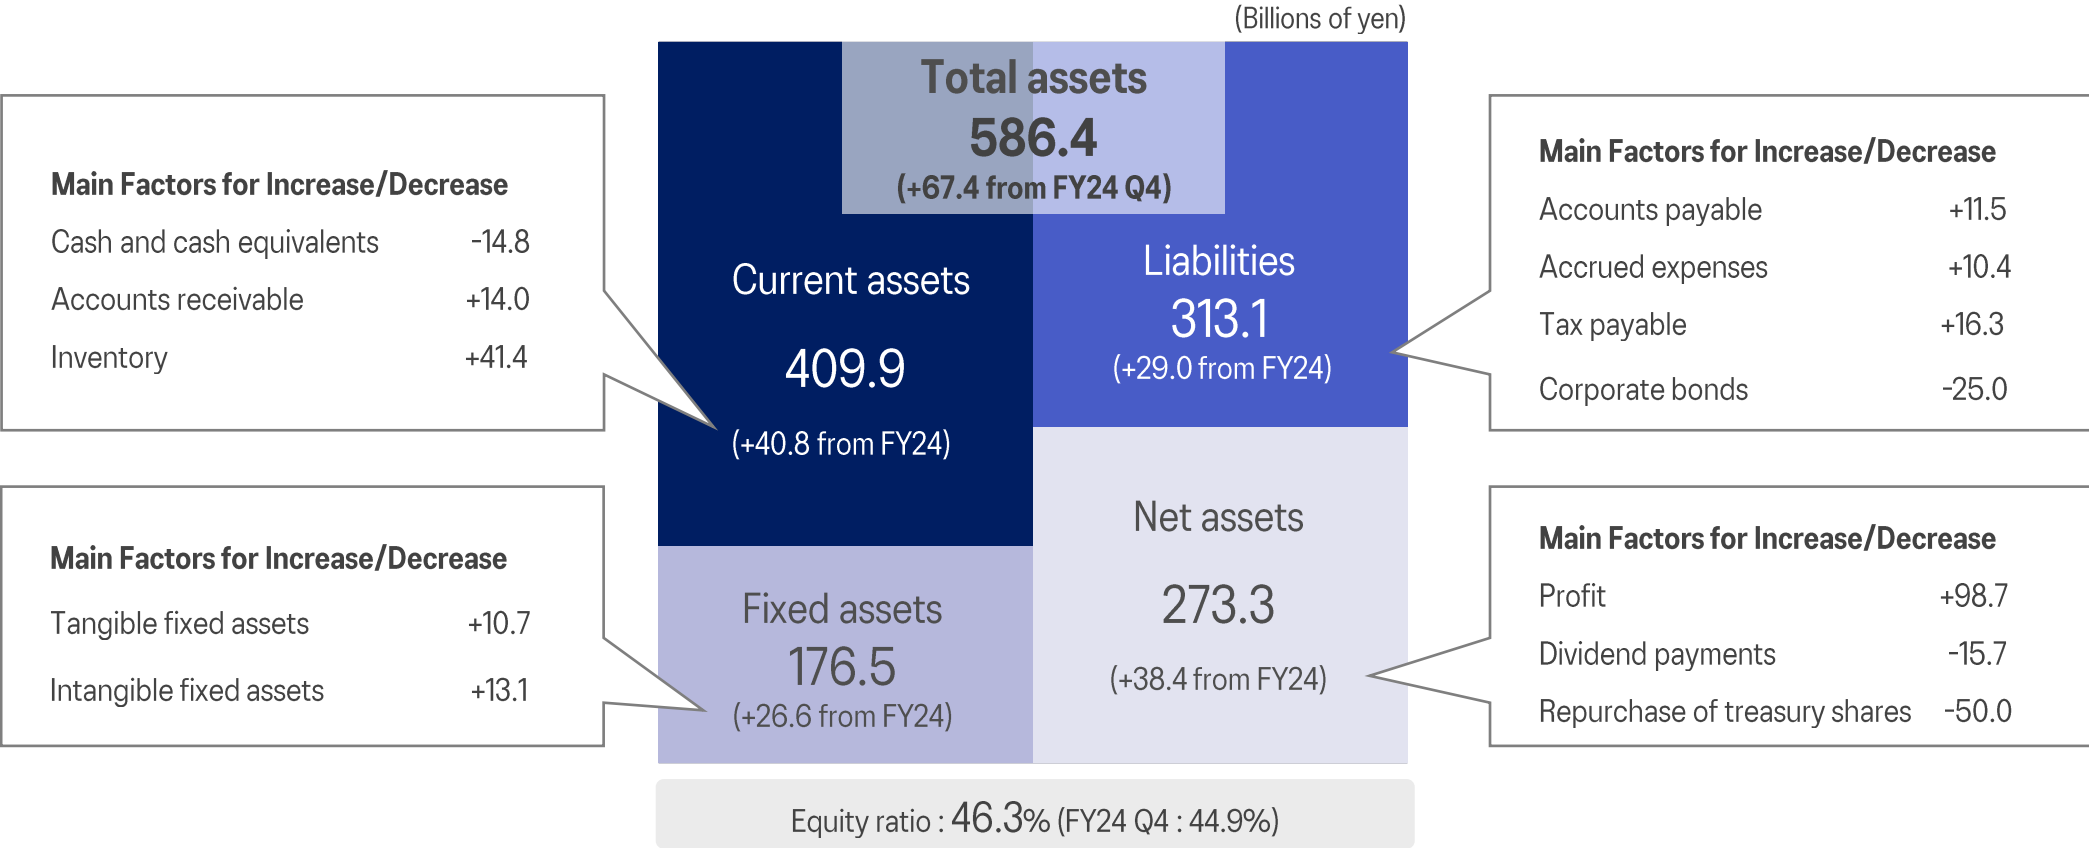 (Billions of yen)
Total assets
586.4
(+67.4 from FY24 Q4)
Main Factors for Increase/Decrease
Cash and cash equivalents -14.8
Accounts receivable +14.0
Inventory +41.4
Current assets
409.9
(+40.8 from FY24)
Liabilities
313.1
(+29.0 from FY24)
Main Factors for Increase/Decrease
Accounts payable +11.5
Accrued expenses +10.4
Tax payable +16.3
Corporate bonds -25.0
Main Factors for Increase/Decrease
Tangible fixed assets +10.7
Intangible fixed assets +13.1
Fixed assets
176.5
(+26.6 from FY24)
Net assets
273.3
(+38.4 from FY24)
Main Factors for Increase/Decrease
Profit +98.7
Dividend payments -15.7
Repurchase of treasury shares -50.0
Equity ratio : 46.3% (FY24 Q4 : 44.9%)